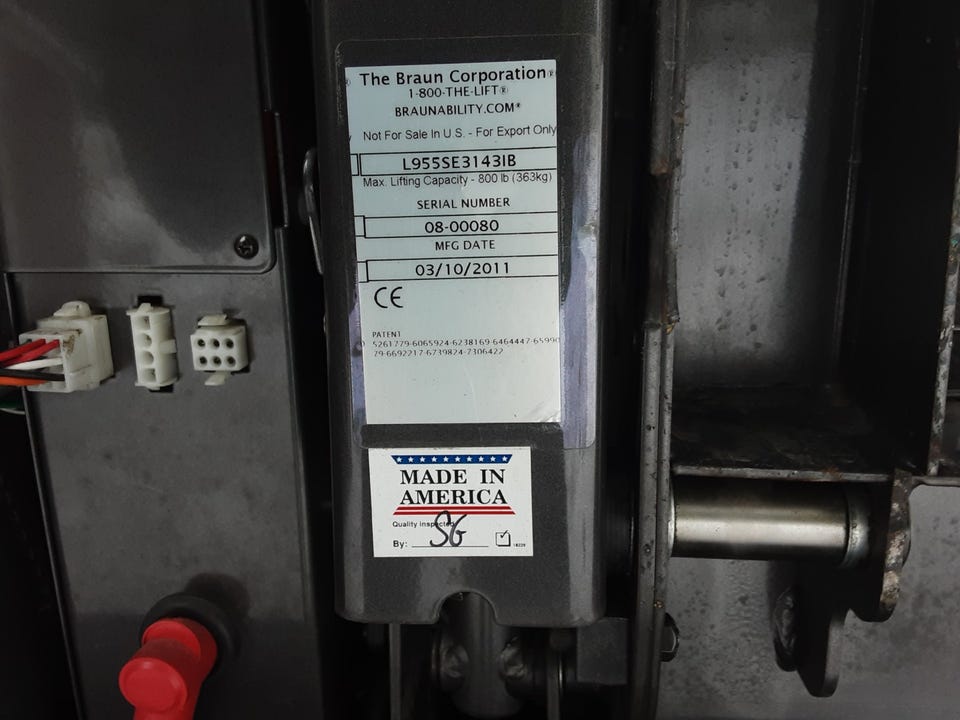 The Braun Corporation®
1-800-THE-LIFT®
BRAUNABILITY.COM®
Not For Sale In U.S. - For Export Only
L955SE3143IB
Max. Lifting Capacity - 800 lb (363kg)
SERIAL NUMBER
08-00080
MFG DATE
03/10/2011
CE
PATENT
5261779-6065924-6238169-6464447-65990
79-6692217-6739824-7306422
MADE IN
AMERICA
Quality inspected
By: SG